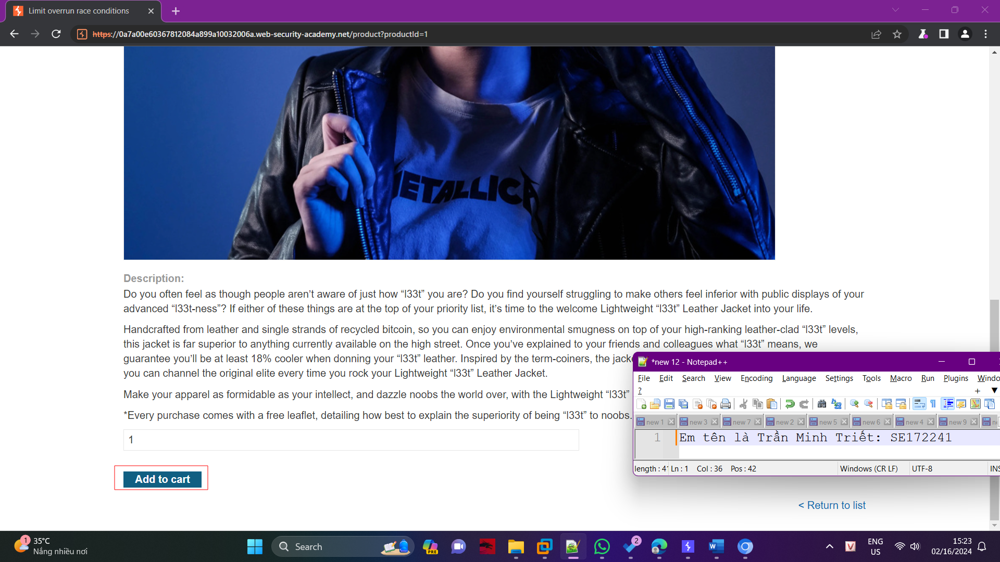 Limit overrun race conditions
https://0a7a00e60367812084a899a10032006a.web-security-academy.net/product?productId=1
METALLICA
Description:
Do you often feel as though people aren’t aware of just how “l33t” you are? Do you find yourself struggling to make others feel inferior with public displays of your
advanced “l33t-ness”? If either of these things are at the top of your priority list, it’s time to the welcome Lightweight “l33t” Leather Jacket into your life.
Handcrafted from leather and single strands of recycled bitcoin, so you can enjoy environmental smugness on top of your high-ranking leather-clad “l33t” levels,
this jacket is far superior to anything currently available on the high street. Once you’ve explained to your friends and colleagues what “l33t” means, we
guarantee you’ll be at least 18% cooler when donning your “l33t” leather. Inspired by the term-coiners, the jacke
you can channel the original elite every time you rock your Lightweight “l33t” Leather Jacket.
Make your apparel as formidable as your intellect, and dazzle noobs the world over, with the Lightweight “l33t”
*Every purchase comes with a free leaflet, detailing how best to explain the superiority of being “l33t” to noobs.
1
Add to cart
< Return to list
*new 12 - Notepad++
File Edit Search View Encoding Language Settings Tools Macro Run Plugins Windo
?
new 1 new 3 new 7 new 2 new 5 new 6 new 4 new 9
1 Em tên là Trần Minh Triết: SE172241
length : 41 Ln : 1 Col : 36 Pos : 42 Windows (CR LF) UTF-8 INS
1
35°C
Nắng nhiều nơi
Search
PRE
2
V
ENG
US
15:23
02/16/2024